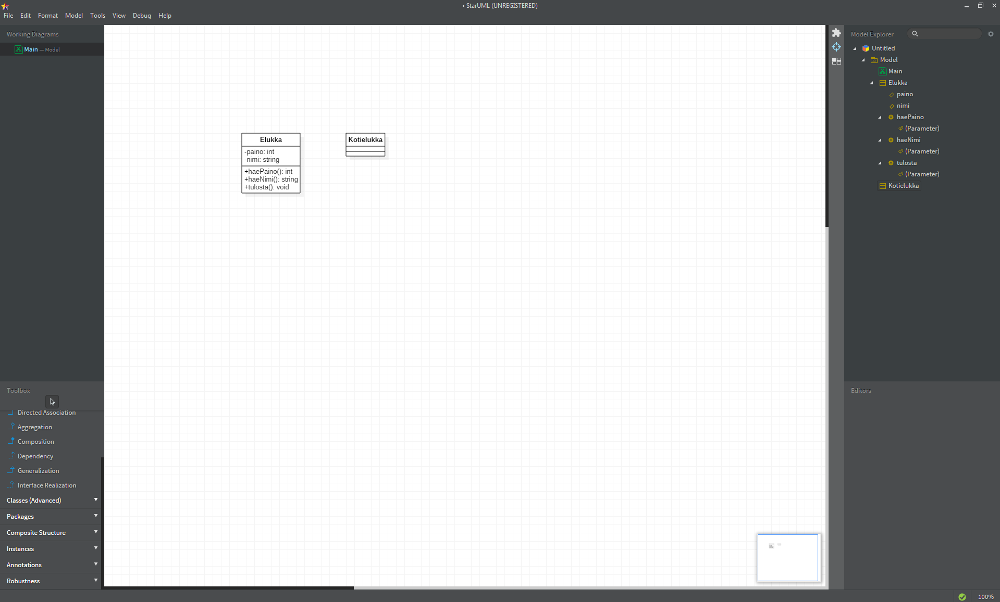 • StarUML (UNREGISTERED)
File Edit Format Model Tools View Debug Help
Working Diagrams
Main — Model
Toolbox
Directed Association
Aggregation
Composition
Dependency
Generalization
Interface Realization
Classes (Advanced)
Packages
Composite Structure
Instances
Annotations
Robustness
Elukka
-paino: int
-nimi: string
+haePaino(): int
+haeNimi(): string
+tulosta(): void
Kotielukka
Model Explorer
Untitled
Model
Main
Elukka
paino
nimi
haePaino
(Parameter)
haeNimi
(Parameter)
tulosta
(Parameter)
Kotielukka
Editors
100%